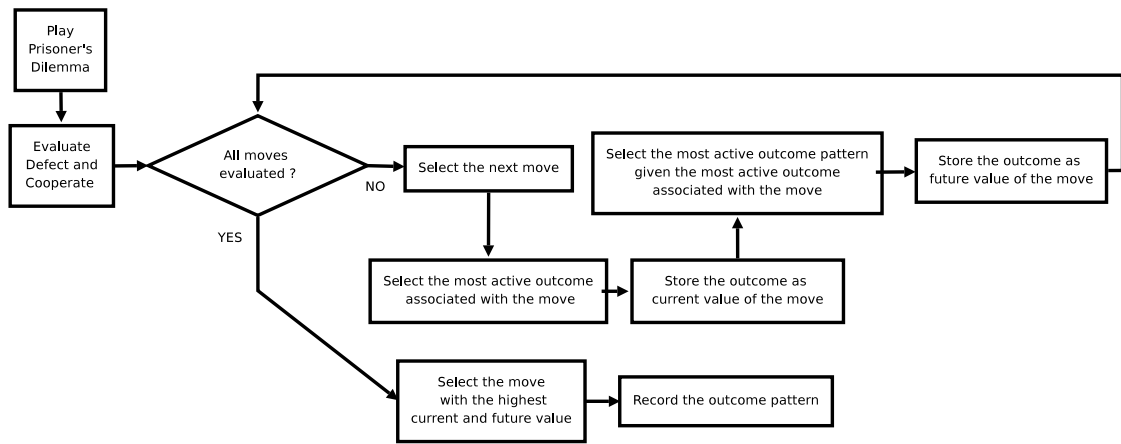 Play
Prisoner's
Dilemma
Evaluate
Defect and
Cooperate
All moves
evaluated ?
NO
YES
Select the next move
Select the most active outcome
associated with the move
Store the outcome as
current value of the move
Select the most active outcome pattern
given the most active outcome
associated with the move
Store the outcome as
future value of the move
Select the move
with the highest
current and future value
Record the outcome pattern